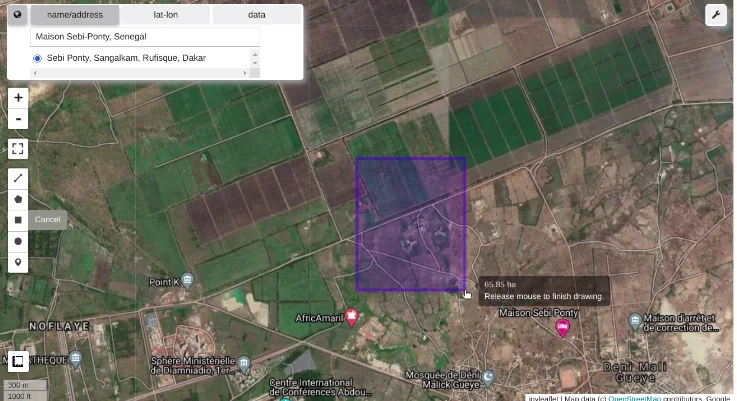 name/address
lat-lon
data
Maison Sebi-Ponty, Senegal
Sebi Ponty, Sangalkam, Rufisque, Dakar
+
-
Cancel
65.85 ha
Release mouse to finish drawing.
Point K
AfricAmaril
Maison Sebi Ponty
Maison d'arrêt et
de correction de...
NOFLAYE
THEQUE
Sphère Ministérielle
de Diamniadio, 1er...
Centre International
de Conférences Abdou...
Mosquée de Déni
Malick Gueye
Deni Mali
Gueye
300 m
1000 ft
ipyleaflet | Map data (c) OpenStreetMap contributors, Google